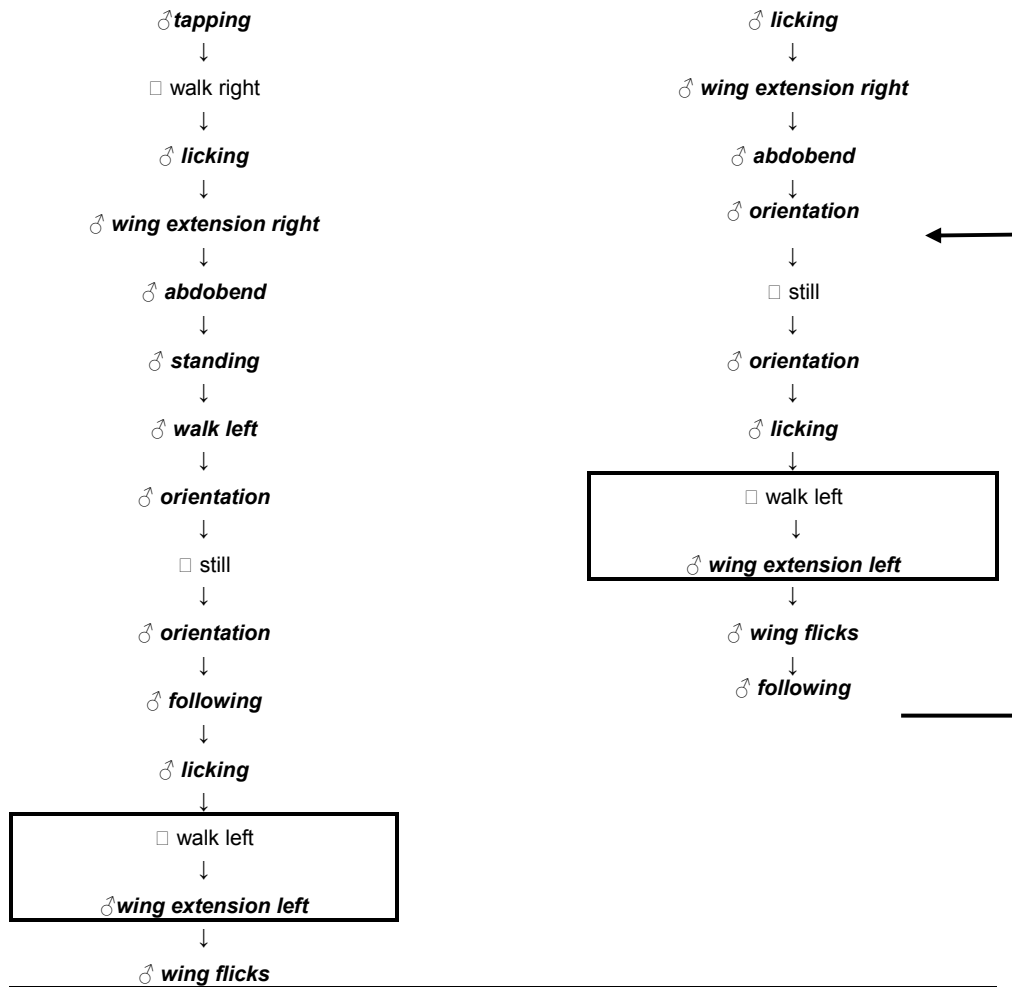 ♂tapping
↓
□ walk right
↓
♂ licking
↓
♂ wing extension right
↓
♂ abdobend
↓
♂ standing
↓
♂ walk left
↓
♂ orientation
↓
□ still
↓
♂ orientation
↓
♂ following
↓
♂ licking
↓
□ walk left
↓
♂wing extension left
↓
♂ wing flicks
♂ licking
↓
♂ wing extension right
↓
♂ abdobend
↓
♂ orientation
↓
□ still
↓
♂ orientation
↓
♂ licking
↓
□ walk left
↓
♂ wing extension left
↓
♂ wing flicks
↓
♂ following